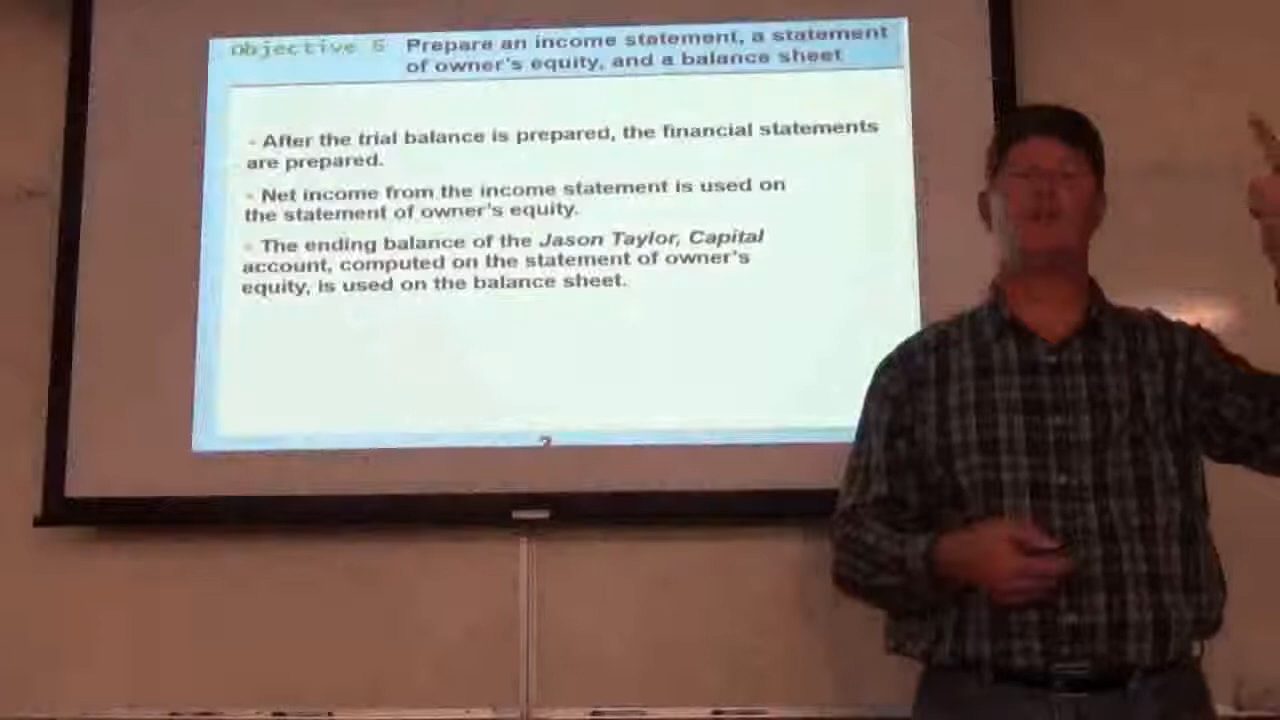 Objective 5 Prepare an income statement, a statement
of owner's equity, and a balance sheet
- After the trial balance is prepared, the financial statements
are prepared.
- Net income from the income statement is used on
the statement of owner's equity.
- The ending balance of the Jason Taylor, Capital
account, computed on the statement of owner's
equity, is used on the balance sheet.